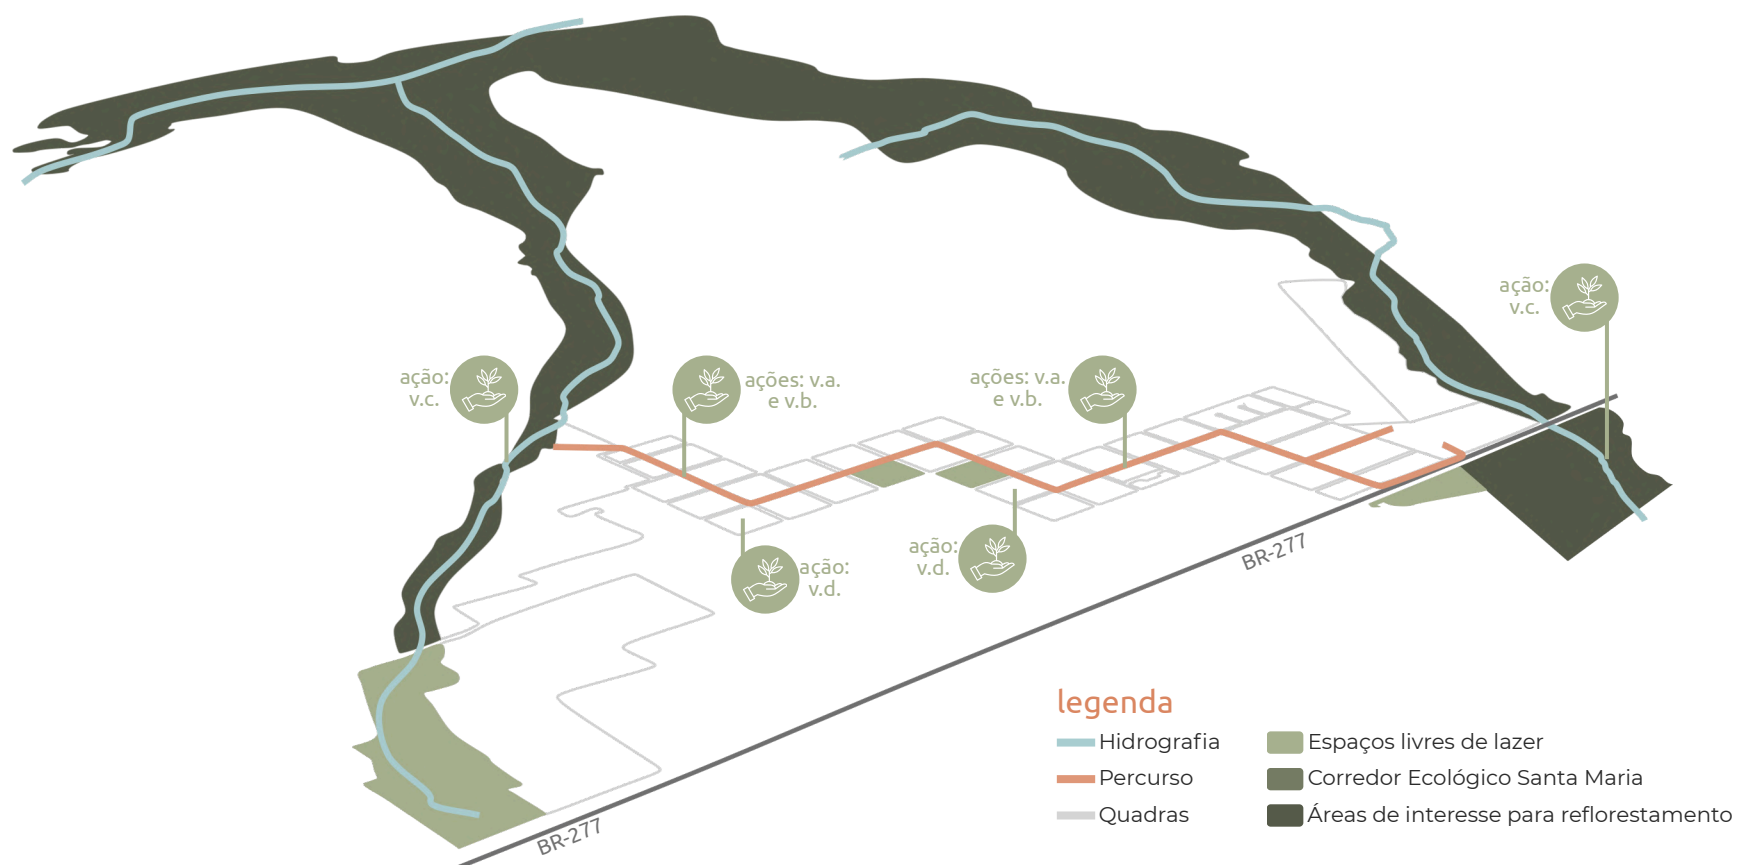 ação:
v.c.
ação:
v.c.
ações: v.a.
e v.b.
ações: v.a.
e v.b.
ação:
v.d.
ação:
v.d.
BR-277
BR-277
legenda
Hidrografia
Percurso
Quadras
Espaços livres de lazer
Corredor Ecológico Santa Maria
Áreas de interesse para reflorestamento